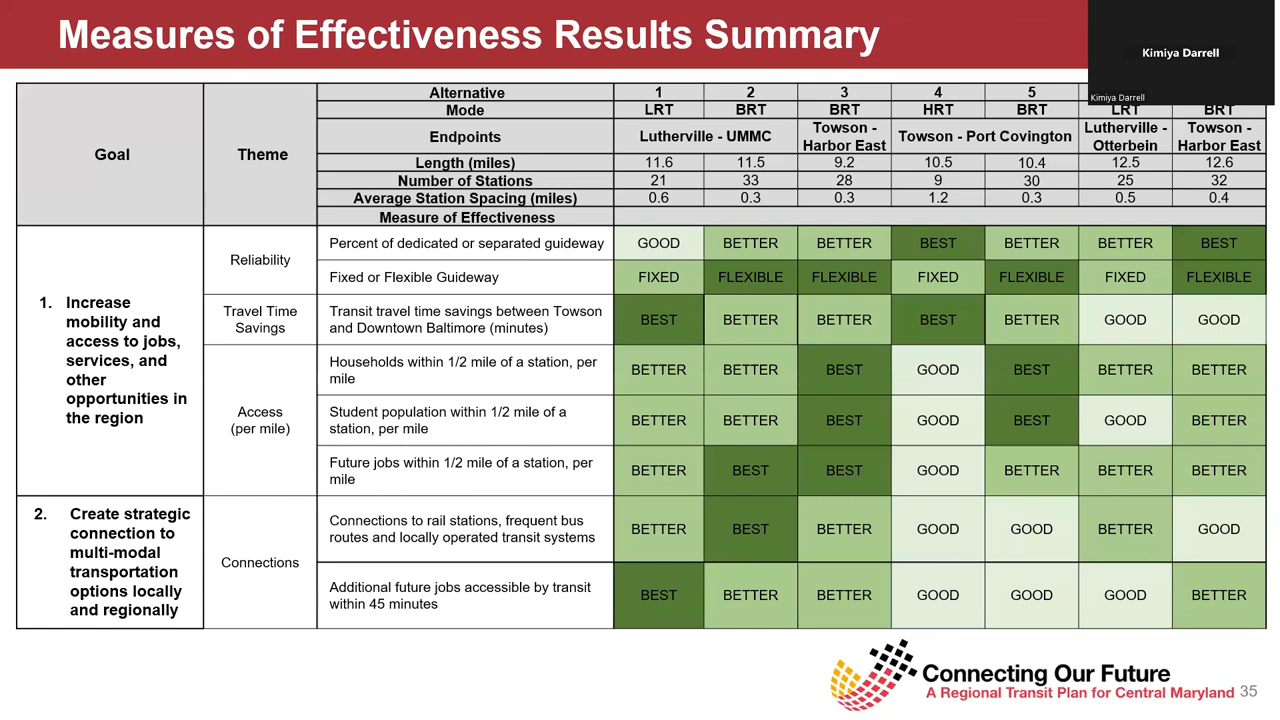 Measures of Effectiveness Results Summary
Kimiya Darrell
Kimiya Darrell
Goal
Theme
Alternative 1 2 3 4 5
Mode LRT BRT BRT HRT BRT LRT BRT
Endpoints
Lutherville - UMMC
Towson -
Harbor East
Towson - Port Covington
Lutherville -
Otterbein
Towson -
Harbor East
Length (miles) 11.6 11.5 9.2 10.5 10.4 12.5 12.6
Number of Stations 21 33 28 9 30 25 32
Average Station Spacing (miles) 0.6 0.3 0.3 1.2 0.3 0.5 0.4
Measure of Effectiveness
1. Increase
mobility and
access to jobs,
services, and
other
opportunities in
the region
Reliability
Percent of dedicated or separated guideway GOOD BETTER BETTER BEST BETTER BETTER BEST
Fixed or Flexible Guideway FIXED FLEXIBLE FLEXIBLE FIXED FLEXIBLE FIXED FLEXIBLE
Travel Time
Savings
Transit travel time savings between Towson
and Downtown Baltimore (minutes)
BEST BETTER BETTER BEST BETTER GOOD GOOD
Access
(per mile)
Households within 1/2 mile of a station, per
mile
BETTER BETTER BEST GOOD BEST BETTER BETTER
Student population within 1/2 mile of a
station, per mile
BETTER BETTER BEST GOOD BEST GOOD BETTER
Future jobs within 1/2 mile of a station, per
mile
BETTER BEST BEST GOOD BETTER BETTER BETTER
2. Create strategic
connection to
multi-modal
transportation
options locally
and regionally
Connections
Connections to rail stations, frequent bus
routes and locally operated transit systems
BETTER BEST BETTER GOOD GOOD BETTER GOOD
Additional future jobs accessible by transit
within 45 minutes
BEST BETTER BETTER GOOD GOOD GOOD BETTER
Connecting Our Future
A Regional Transit Plan for Central Maryland
35